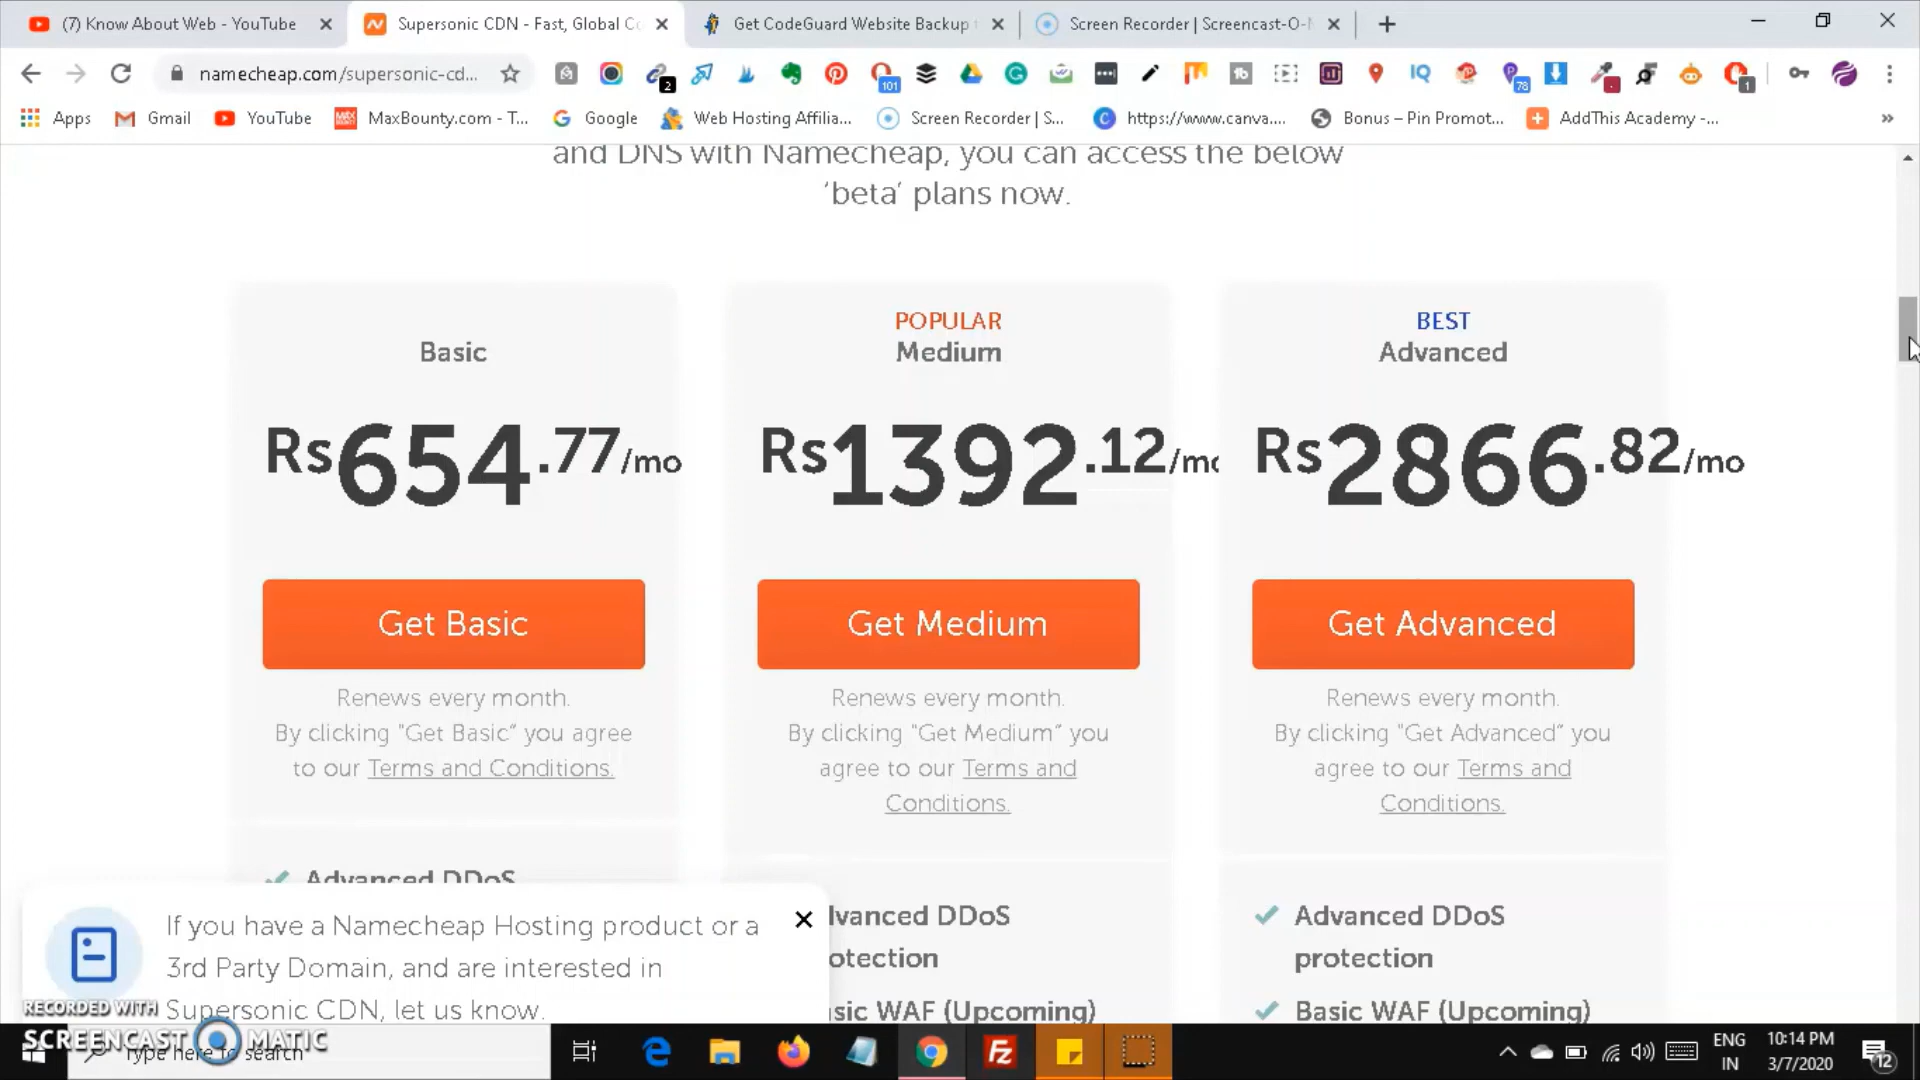 (7) Know About Web - YouTube
Supersonic CDN - Fast, Global Co
Get CodeGuard Website Backup
Screen Recorder | Screencast-O-
namecheap.com/supersonic-cd...
2
101
78
1
Apps
Gmail
YouTube
MaxBounty.com - T...
Google
Web Hosting Affilia...
Screen Recorder | S...
https://www.canva....
Bonus – Pin Promot...
AddThis Academy -...
and DNS with Namecheap, you can access the below
‘beta’ plans now.
Basic
Rs654.77/mo
Get Basic
Renews every month.
By clicking "Get Basic” you agree
to our Terms and Conditions.
Advanced DDoS
POPULAR
Medium
Rs1392.12/mo
Get Medium
Renews every month.
By clicking "Get Medium” you
agree to our Terms and
Conditions.
dvanced DDoS
otection
sic WAF (Upcoming)
BEST
Advanced
Rs2866.82/mo
Get Advanced
Renews every month.
By clicking "Get Advanced” you
agree to our Terms and
Conditions.
Advanced DDoS
protection
Basic WAF (Upcoming)
If you have a Namecheap Hosting product or a
3rd Party Domain, and are interested in
Supersonic CDN, let us know.
RECORDED WITH
SCREENCAST MATIC
Type here to search
ENG
IN
10:14 PM
3/7/2020
12